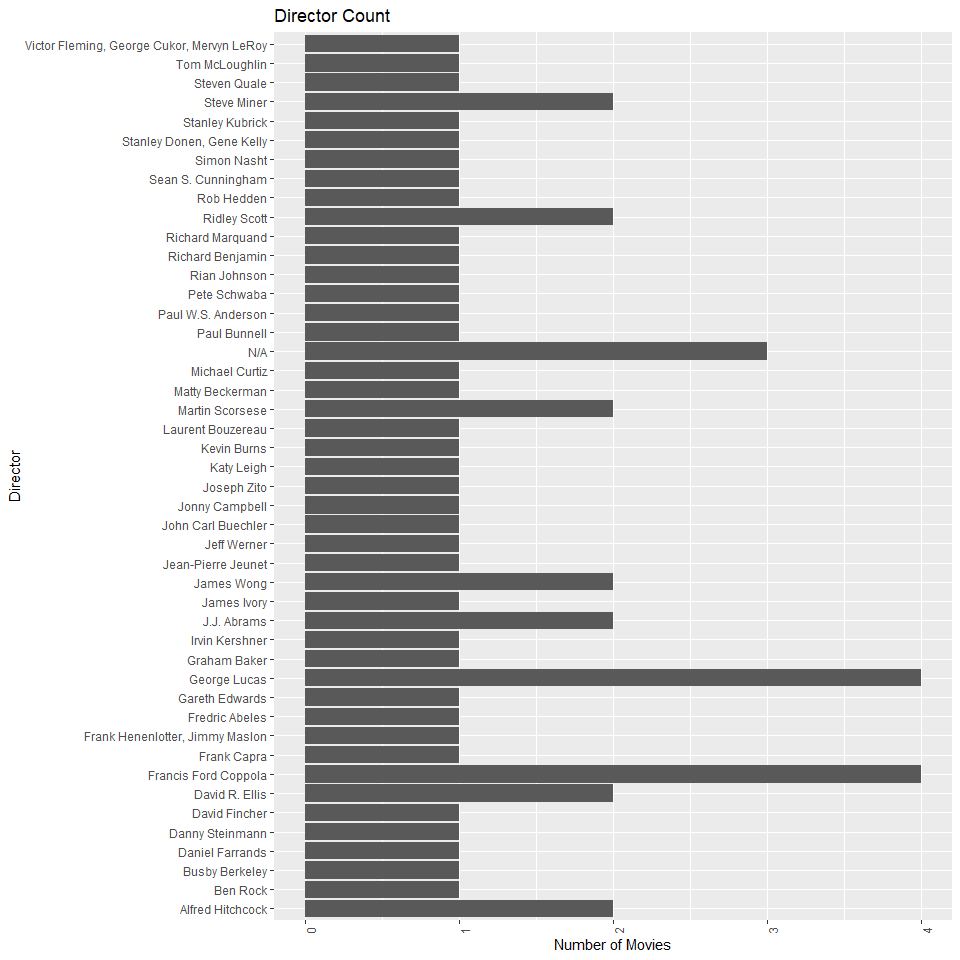 Director Count
Victor Fleming, George Cukor, Mervyn LeRoy
Tom McLoughlin
Steven Quale
Steve Miner
Stanley Kubrick
Stanley Donen, Gene Kelly
Simon Nasht
Sean S. Cunningham
Rob Hedden
Ridley Scott
Richard Marquand
Richard Benjamin
Rian Johnson
Pete Schwaba
Paul W.S. Anderson
Paul Bunnell
N/A
Michael Curtiz
Matty Beckerman
Martin Scorsese
Laurent Bouzereau
Kevin Burns
Katy Leigh
Joseph Zito
Jonny Campbell
John Carl Buechler
Jeff Werner
Jean-Pierre Jeunet
James Wong
James Ivory
J.J. Abrams
Irvin Kershner
Graham Baker
George Lucas
Gareth Edwards
Fredric Abeles
Frank Henenlotter, Jimmy Maslon
Frank Capra
Francis Ford Coppola
David R. Ellis
David Fincher
Danny Steinmann
Daniel Farrands
Busby Berkeley
Ben Rock
Alfred Hitchcock
Director
0 1 2 3 4
Number of Movies